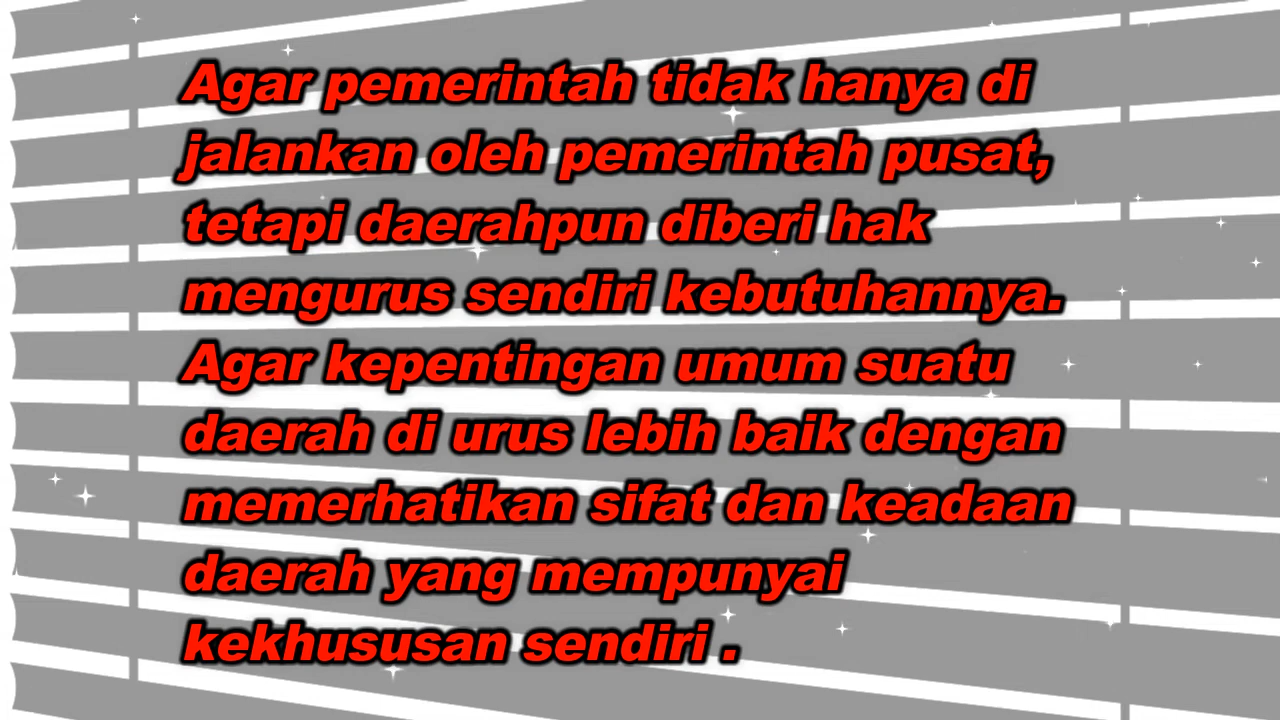 Agar pemerintah tidak hanya di
jalankan oleh pemerintah pusat,
tetapi daerahpun diberi hak
mengurus sendiri kebutuhannya.
Agar kepentingan umum suatu
daerah di urus lebih baik dengan
memerhatikan sifat dan keadaan
daerah yang mempunyai
kekhususan sendiri .